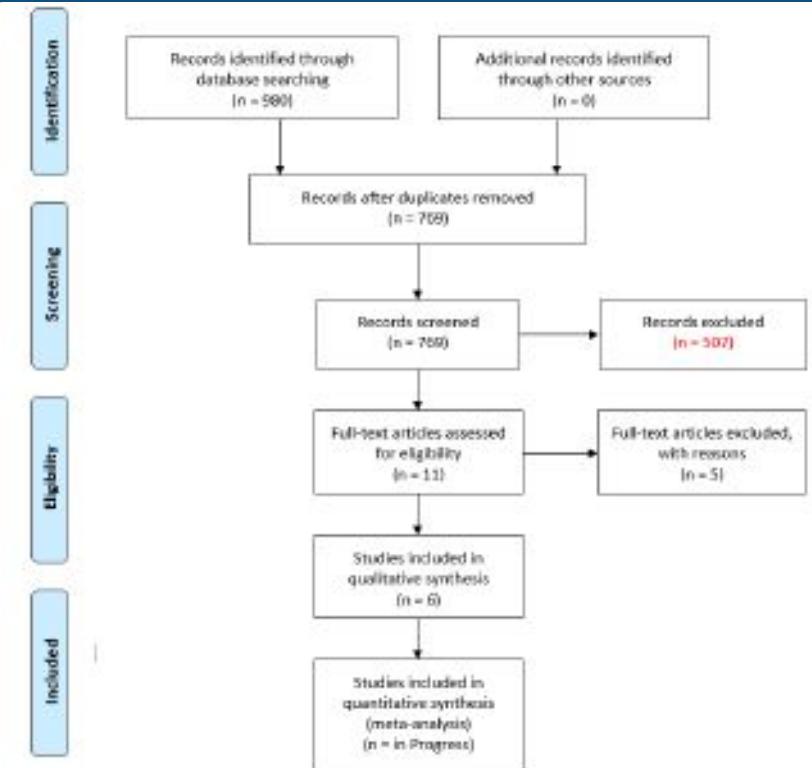 Identification
Records identified through
database searching
(n = 980)
Additional records identified
through other sources
(n = 0)
Records after duplicates removed
(n = 769)
Screening
Records screened
(n = 769)
Records excluded
(n = 507)
Eligibility
Full-text articles assessed
for eligibility
(n = 11)
Full-text articles excluded,
with reasons
(n = 5)
Studies included in
qualitative synthesis
(n = 6)
Included
Studies included in
quantitative synthesis
(meta-analysis)
(n = in Progress)